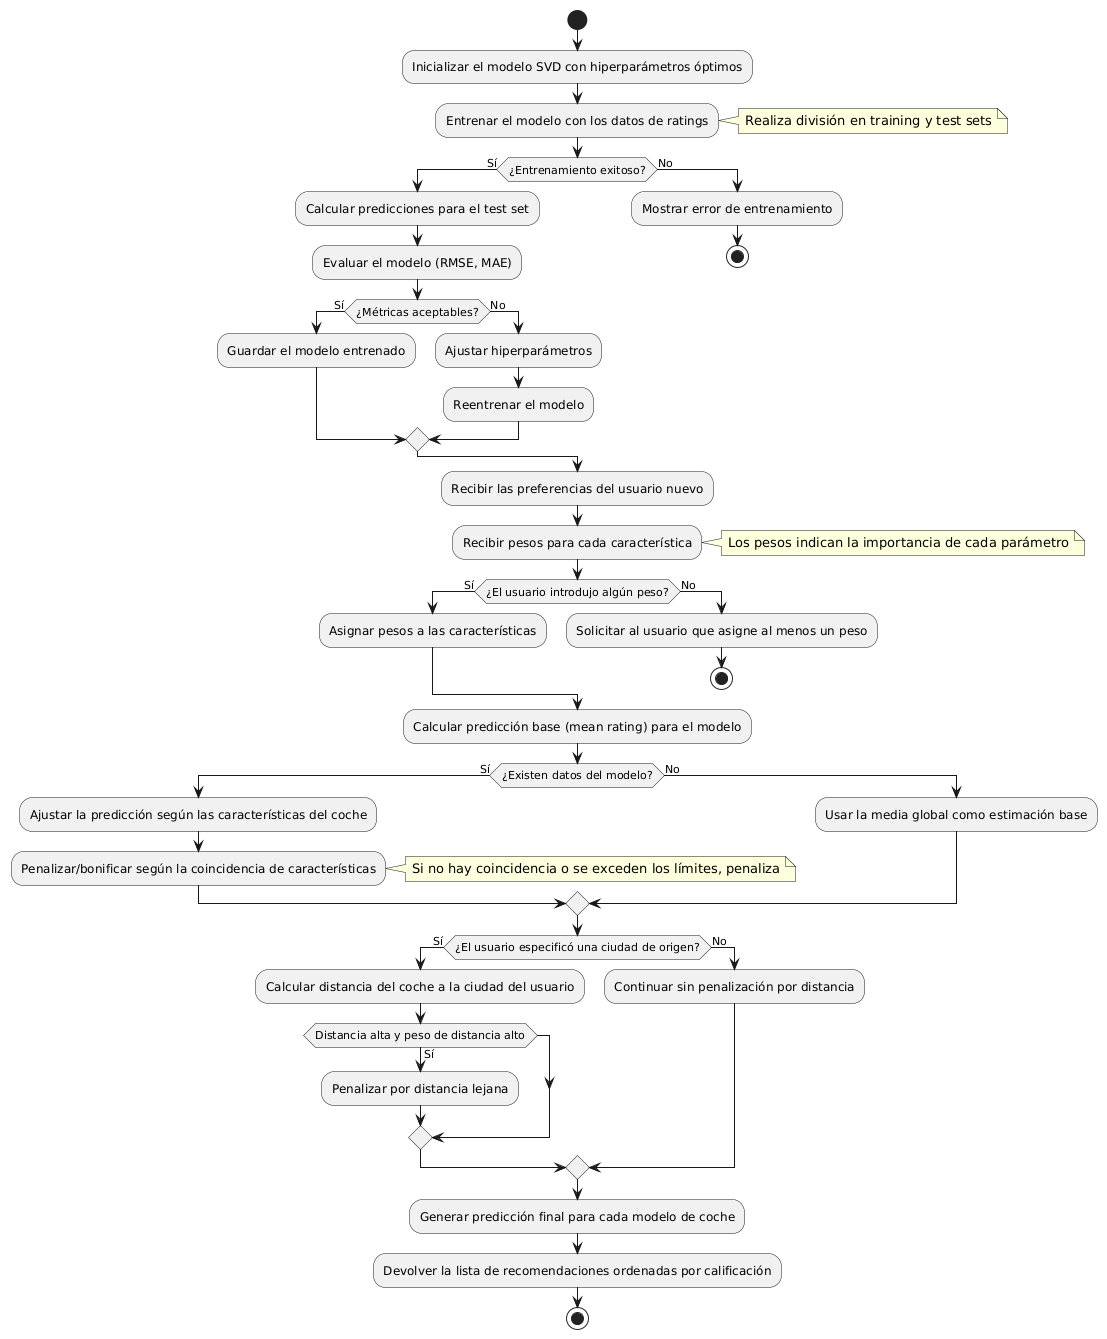 Inicializar el modelo SVD con hiperparámetros óptimos
Entrenar el modelo con los datos de ratings
Realiza división en training y test sets
Sí
¿Entrenamiento exitoso?
No
Calcular predicciones para el test set
Mostrar error de entrenamiento
Evaluar el modelo (RMSE, MAE)
Sí
¿Métricas aceptables?
No
Guardar el modelo entrenado
Ajustar hiperparámetros
Reentrenar el modelo
Recibir las preferencias del usuario nuevo
Recibir pesos para cada característica
Los pesos indican la importancia de cada parámetro
Sí
¿El usuario introdujo algún peso?
No
Asignar pesos a las características
Solicitar al usuario que asigne al menos un peso
Calcular predicción base (mean rating) para el modelo
Sí
¿Existen datos del modelo?
No
Ajustar la predicción según las características del coche
Usar la media global como estimación base
Penalizar/bonificar según la coincidencia de características
Si no hay coincidencia o se exceden los límites, penaliza
Sí
¿El usuario especificó una ciudad de origen?
No
Calcular distancia del coche a la ciudad del usuario
Continuar sin penalización por distancia
Distancia alta y peso de distancia alto
Sí
Penalizar por distancia lejana
Generar predicción final para cada modelo de coche
Devolver la lista de recomendaciones ordenadas por calificación